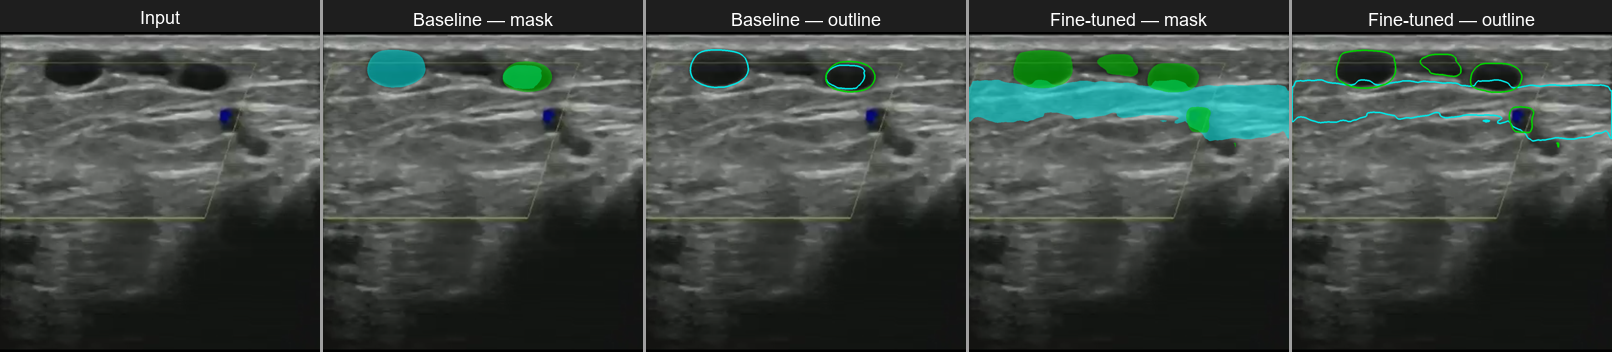 Input
Baseline — mask
Baseline — outline
Fine-tuned — mask
Fine-tuned — outline